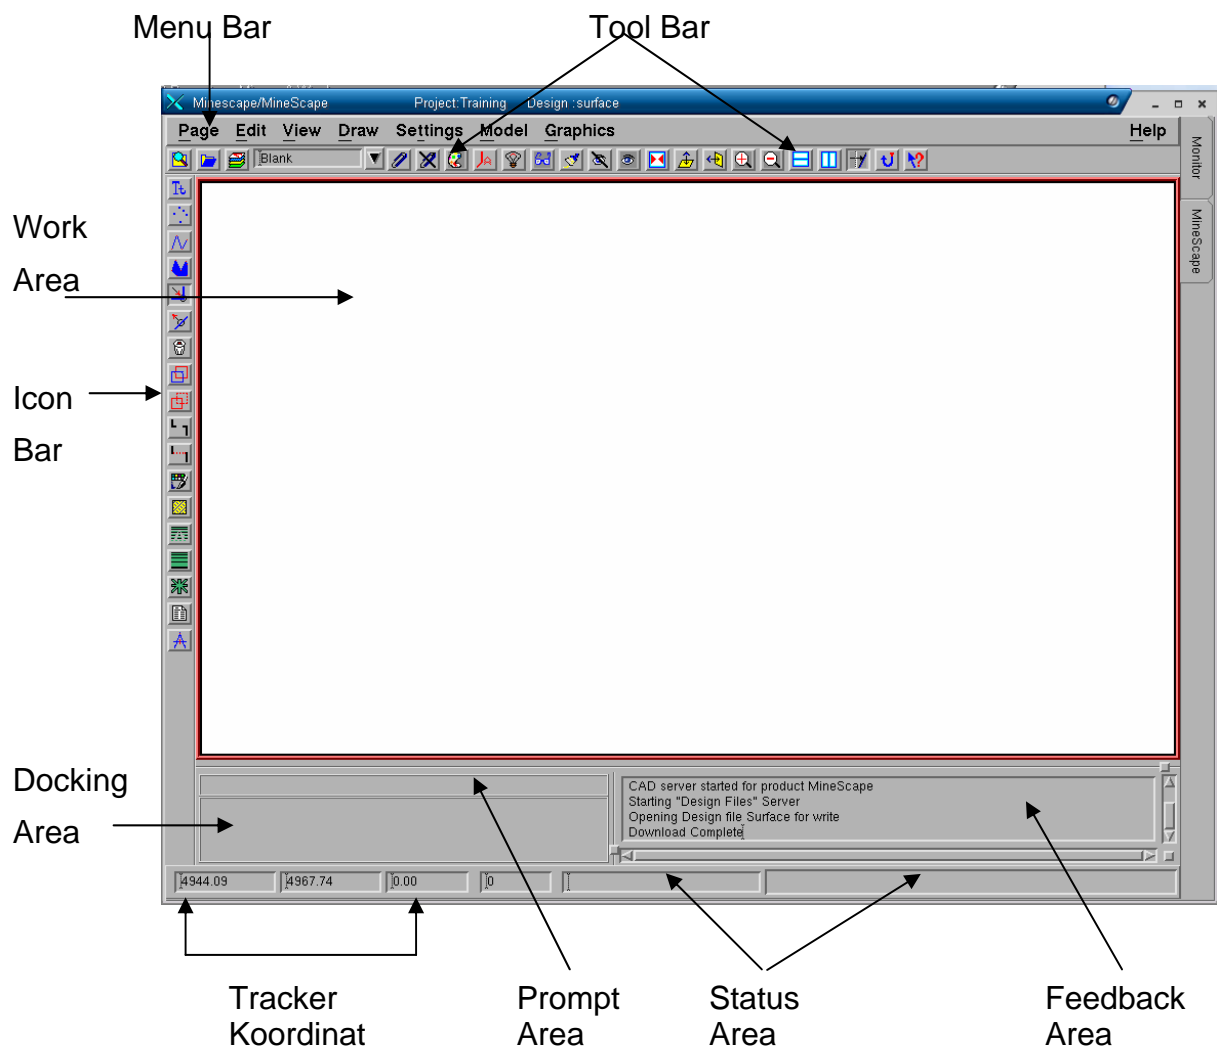 Menu Bar
Tool Bar
Minescape/MineScape Project:Training Design :surface
Page Edit View Draw Settings Model Graphics Help
Blank
Monitor
MineScape
Work
Area
Icon
Bar
Docking
Area
CAD server started for product MineScape
Starting "Design Files" Server
Opening Design file Surface for write
Download Complete
4944.09 4967.74 0.00 0
Tracker
Koordinat
Prompt
Area
Status
Area
Feedback
Area